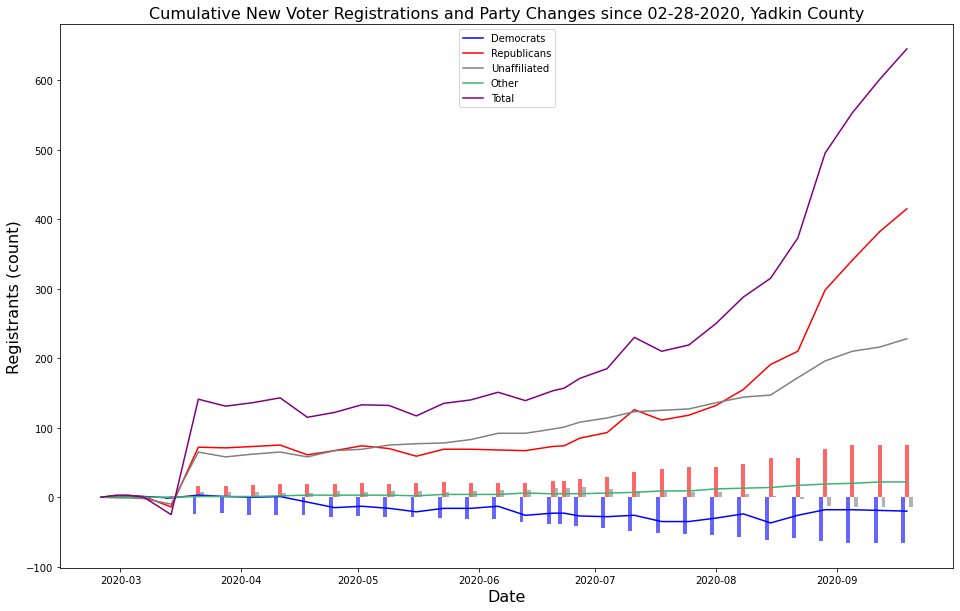 Cumulative New Voter Registrations and Party Changes since 02-28-2020, Yadkin County
Democrats
Republicans
Unaffiliated
Other
Total
Registrants (count)
600
500
400
300
200
100
0
−100
2020-03
2020-04
2020-05
2020-06
2020-07
2020-08
2020-09
Date